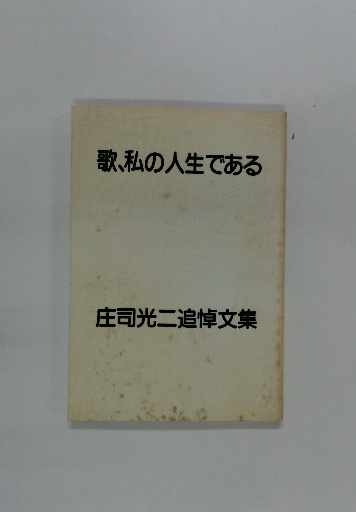 歌、私の人生である
庄司光二追悼文集